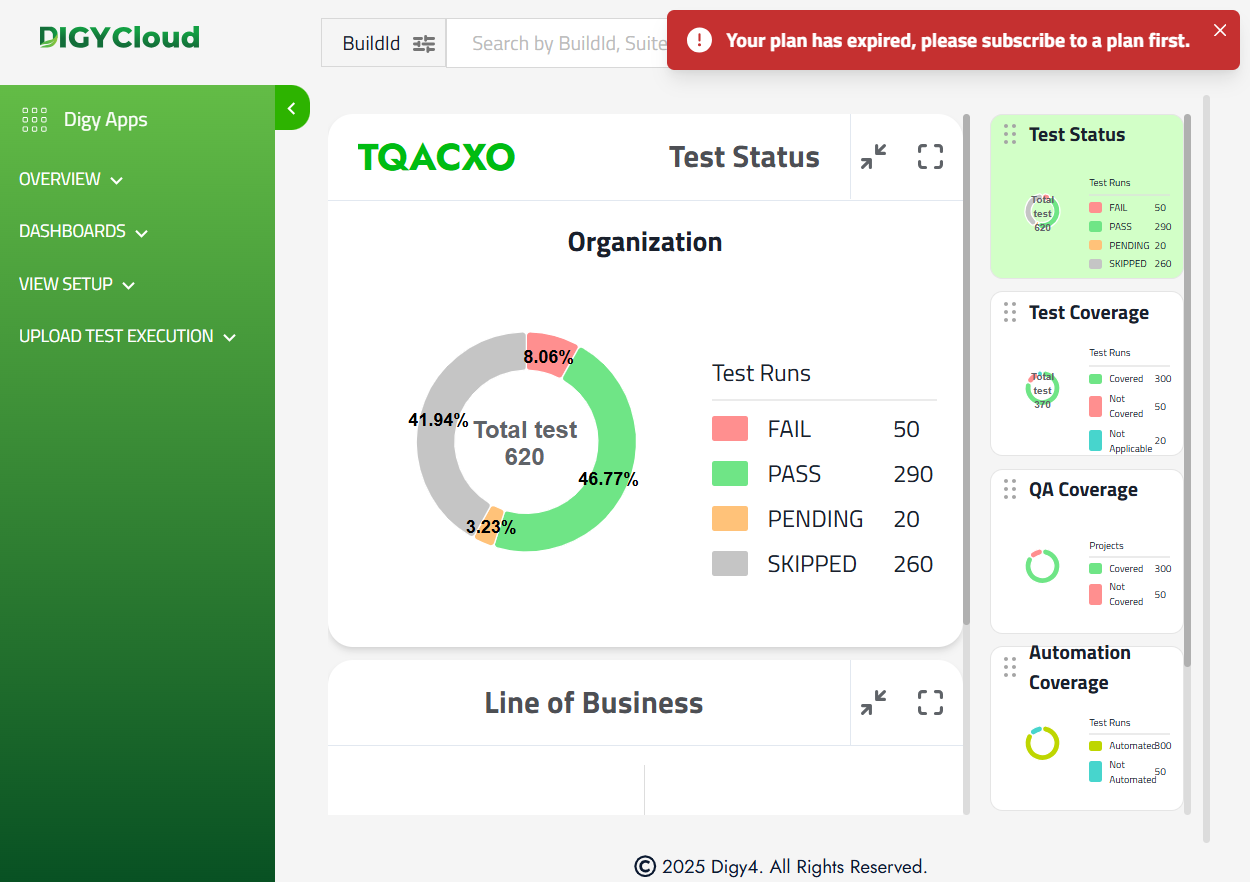 DIGYCloud
BuildId
Search by BuildId, Suite
Your plan has expired, please subscribe to a plan first.
Digy Apps
OVERVIEW
DASHBOARDS
VIEW SETUP
UPLOAD TEST EXECUTION
TQACXO
Test Status
Organization
8.06%
41.94%
Total test
620
46.77%
3.23%
Test Runs
FAIL 50
PASS 290
PENDING 20
SKIPPED 260
Line of Business
Test Status
Total
test
620
Test Runs
FAIL 50
PASS 290
PENDING 20
SKIPPED 260
Test Coverage
Total
test
370
Test Runs
Covered 300
Not
Covered 50
Not
Applicable 20
QA Coverage
Projects
Covered 300
Not
Covered 50
Automation
Coverage
Test Runs
Automated 300
Not
Automated 50
© 2025 Digy4. All Rights Reserved.